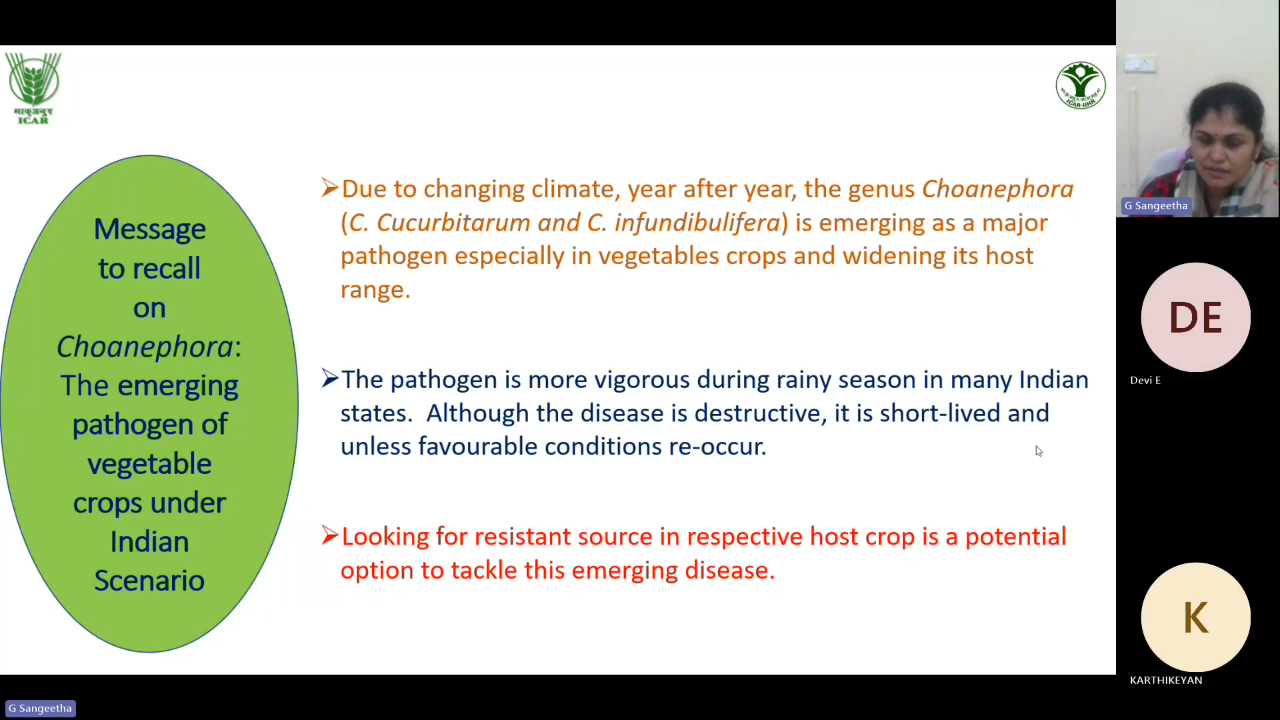 ICAR
ICAR-IIHR
Message
to recall
on
Choanephora:
The emerging
pathogen of
vegetable
crops under
Indian
Scenario
➢Due to changing climate, year after year, the genus Choanephora
(C. Cucurbitarum and C. infundibulifera) is emerging as a major
pathogen especially in vegetables crops and widening its host
range.
➢The pathogen is more vigorous during rainy season in many Indian
states. Although the disease is destructive, it is short-lived and
unless favourable conditions re-occur.
➢Looking for resistant source in respective host crop is a potential
option to tackle this emerging disease.
G Sangeetha
DE
Devi E
K
KARTHIKEYAN
G Sangeetha